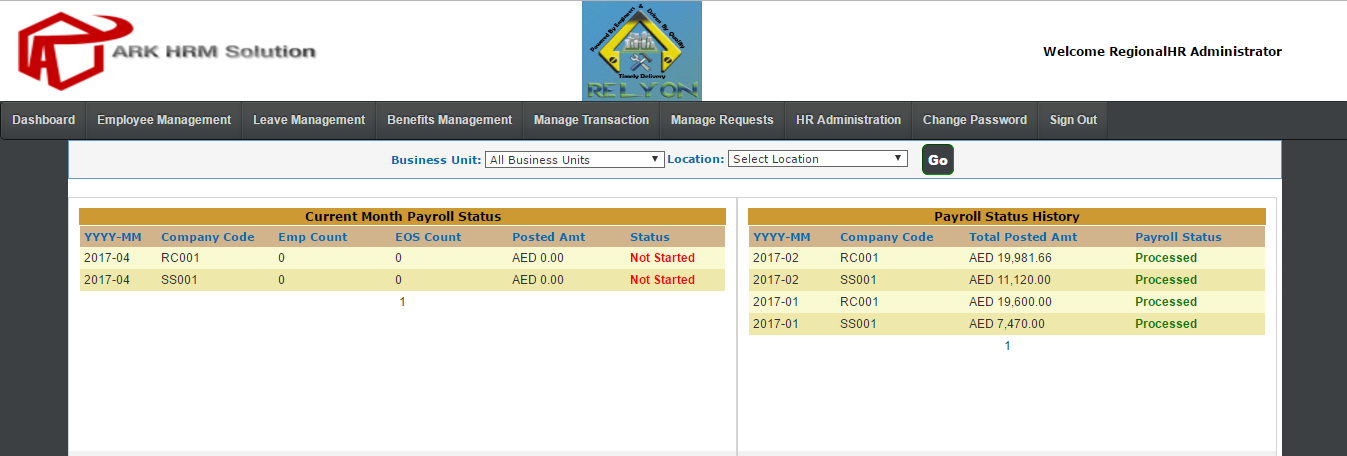 ARK HRM Solution
Powered By Engineers & Driven By Quality
Timely Delivery
RELYON
Welcome RegionalHR Administrator
Dashboard Employee Management Leave Management Benefits Management Manage Transaction Manage Requests HR Administration Change Password Sign Out
Business Unit: All Business Units Location: Select Location Go
Current Month Payroll Status
YYYY-MM Company Code Emp Count EOS Count Posted Amt Status
2017-04 RC001 0 0 AED 0.00 Not Started
2017-04 SS001 0 0 AED 0.00 Not Started
1
Payroll Status History
YYYY-MM Company Code Total Posted Amt Payroll Status
2017-02 RC001 AED 19,981.66 Processed
2017-02 SS001 AED 11,120.00 Processed
2017-01 RC001 AED 19,600.00 Processed
2017-01 SS001 AED 7,470.00 Processed
1